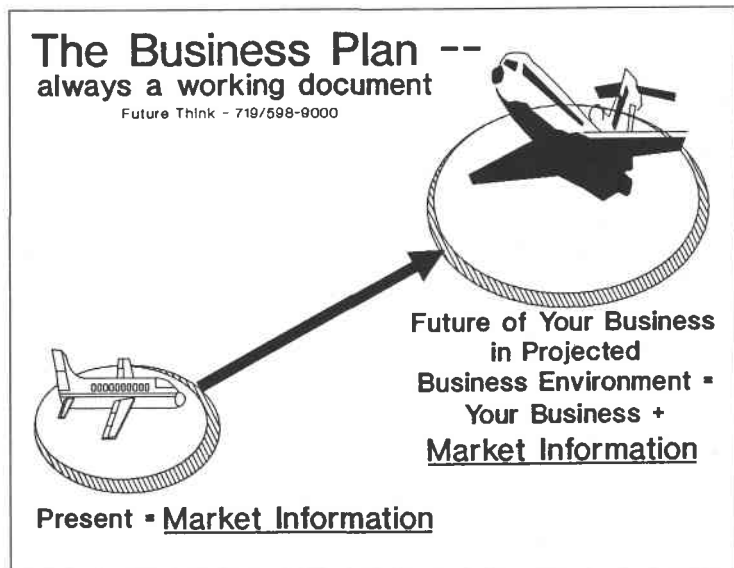 The Business Plan --
always a working document
Future Think - 719/598-9000
Future of Your Business
in Projected
Business Environment =
Your Business +
Market Information
Present = Market Information